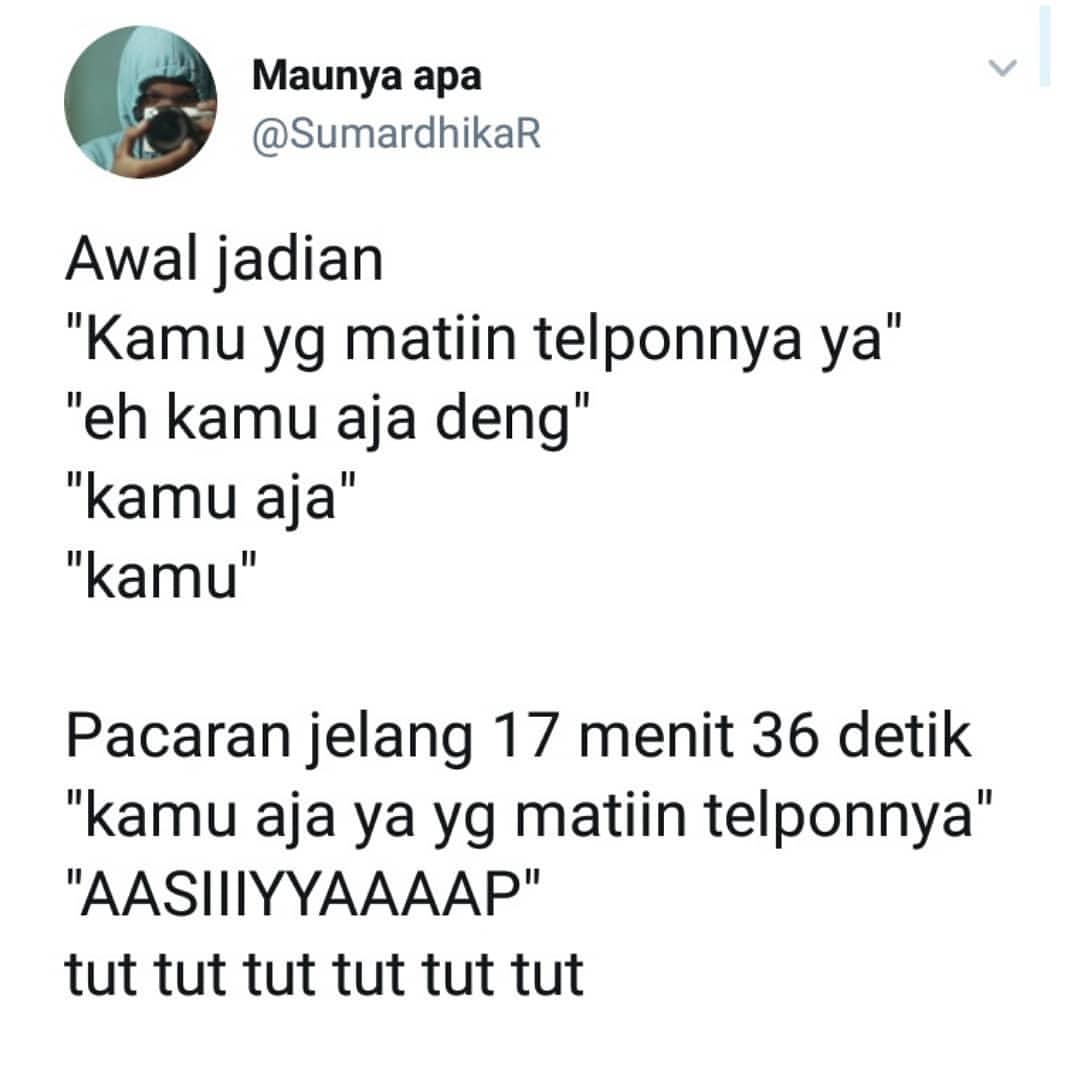 Maunya apa
@SumardhikaR
Awal jadian
"Kamu yg matiin telponnya ya"
"eh kamu aja deng"
"kamu aja"
"kamu"
Pacaran jelang 17 menit 36 detik
"kamu aja ya yg matiin telponnya"
"AASIIIYYAAAAP"
tut tut tut tut tut tut